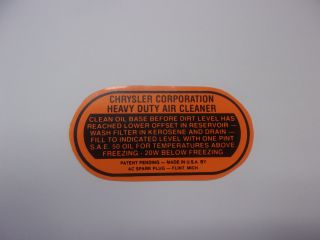 CHRYSLER CORPORATION
HEAVY DUTY AIR CLEANER
CLEAN OIL BASE BEFORE DIRT LEVEL HAS
REACHED LOWER OFFSET IN RESERVOIR —
WASH FILTER IN KEROSENE AND DRAIN —
FILL TO INDICATED LEVEL WITH ONE PINT
S.A.E. 50 OIL FOR TEMPERATURES ABOVE
FREEZING - 20W BELOW FREEZING
PATENT PENDING — MADE IN U.S.A. BY
AC SPARK PLUG — FLINT, MICH.